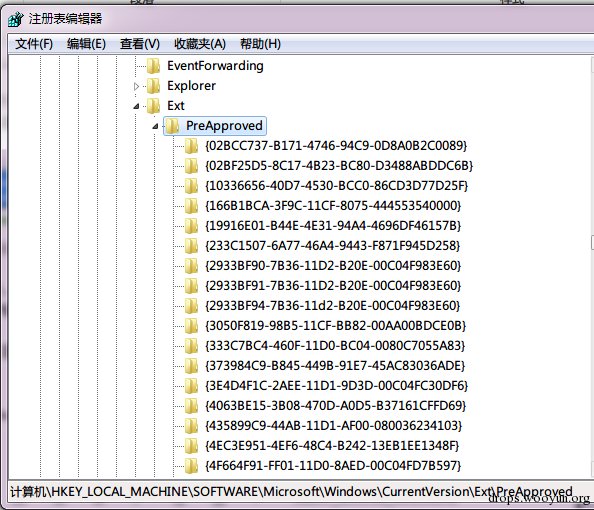 注册表编辑器
文件(F) 编辑(E) 查看(V) 收藏夹(A) 帮助(H)
EventForwarding
Explorer
Ext
PreApproved
{02BCC737-B171-4746-94C9-0D8A0B2C0089}
{02BF25D5-8C17-4B23-BC80-D3488ABDDC6B}
{10336656-40D7-4530-BCC0-86CD3D77D25F}
{166B1BCA-3F9C-11CF-8075-444553540000}
{19916E01-B44E-4E31-94A4-4696DF46157B}
{233C1507-6A77-46A4-9443-F871F945D258}
{2933BF90-7B36-11D2-B20E-00C04F983E60}
{2933BF91-7B36-11D2-B20E-00C04F983E60}
{2933BF94-7B36-11d2-B20E-00C04F983E60}
{3050F819-98B5-11CF-BB82-00AA00BDCE0B}
{333C7BC4-460F-11D0-BC04-0080C7055A83}
{373984C9-B845-449B-91E7-45AC83036ADE}
{3E4D4F1C-2AEE-11D1-9D3D-00C04FC30DF6}
{4063BE15-3B08-470D-A0D5-B37161CFFD69}
{435899C9-44AB-11D1-AF00-080036234103}
{4EC3E951-4EF6-48C4-B242-13EB1EE1348F}
{4F664F91-FF01-11D0-8AED-00C04FD7B597}
计算机\HKEY_LOCAL_MACHINE\SOFTWARE\Microsoft\Windows\CurrentVersion\Ext\PreApproved
drops.wooyun.org